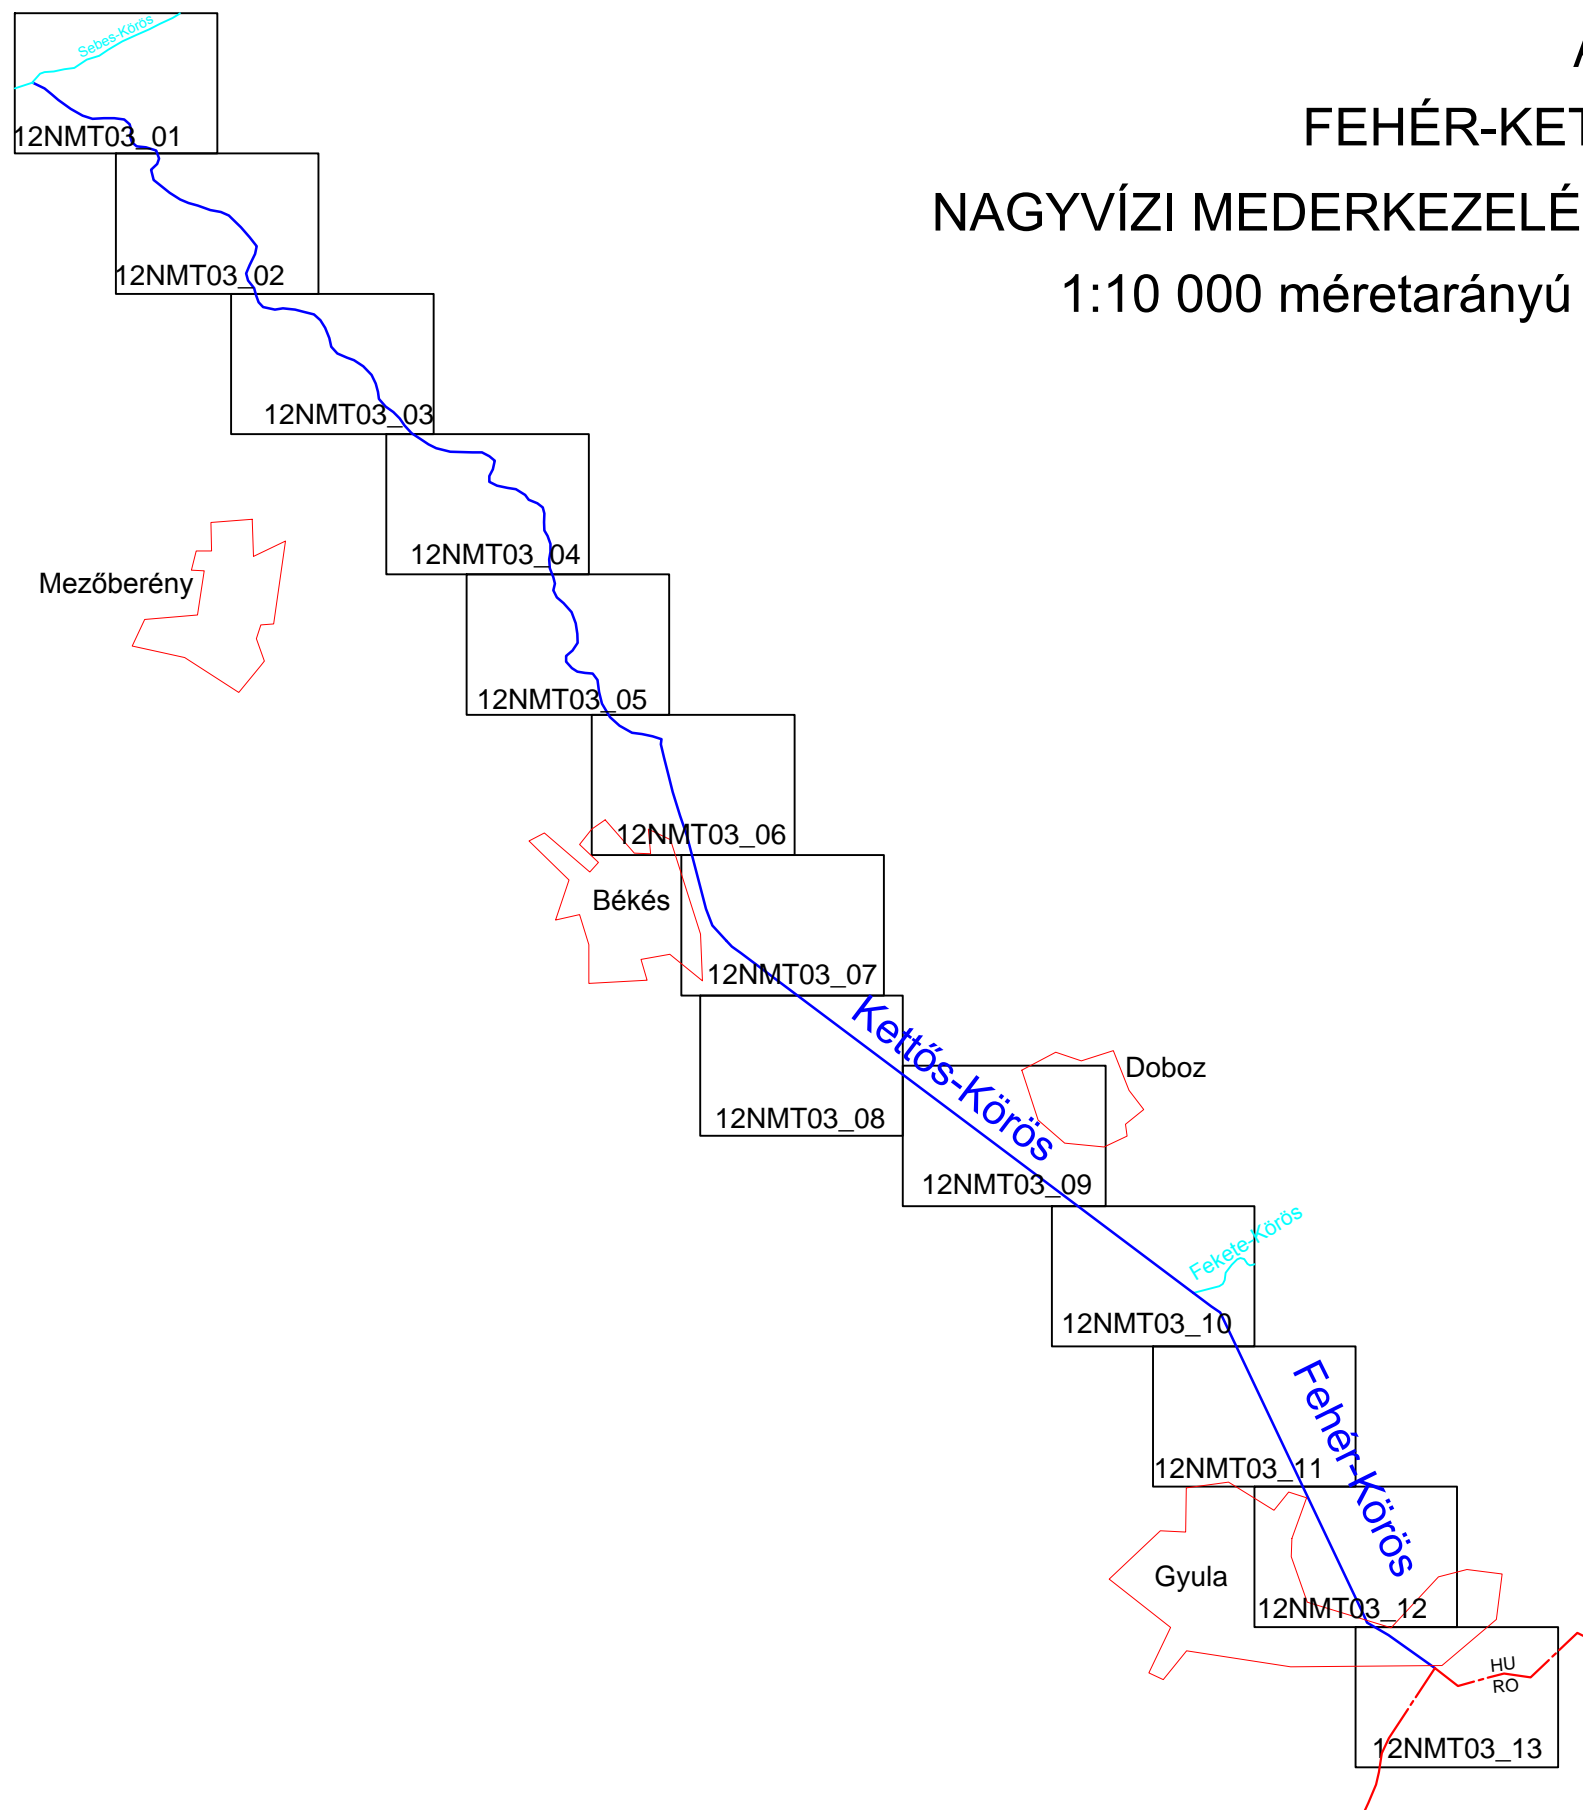 A
FEHÉR-KET
NAGYVÍZI MEDERKEZELÉ
1:10 000 méretarányú
Sebes-Körös
12NMT03_01
12NMT03_02
12NMT03_03
12NMT03_04
Mezőberény
12NMT03_05
12NMT03_06
Békés
12NMT03_07
Kettős-Körös
Doboz
12NMT03_08
12NMT03_09
Fekete-Körös
12NMT03_10
Fehér-Körös
12NMT03_11
Gyula
12NMT03_12
HU
RO
12NMT03_13